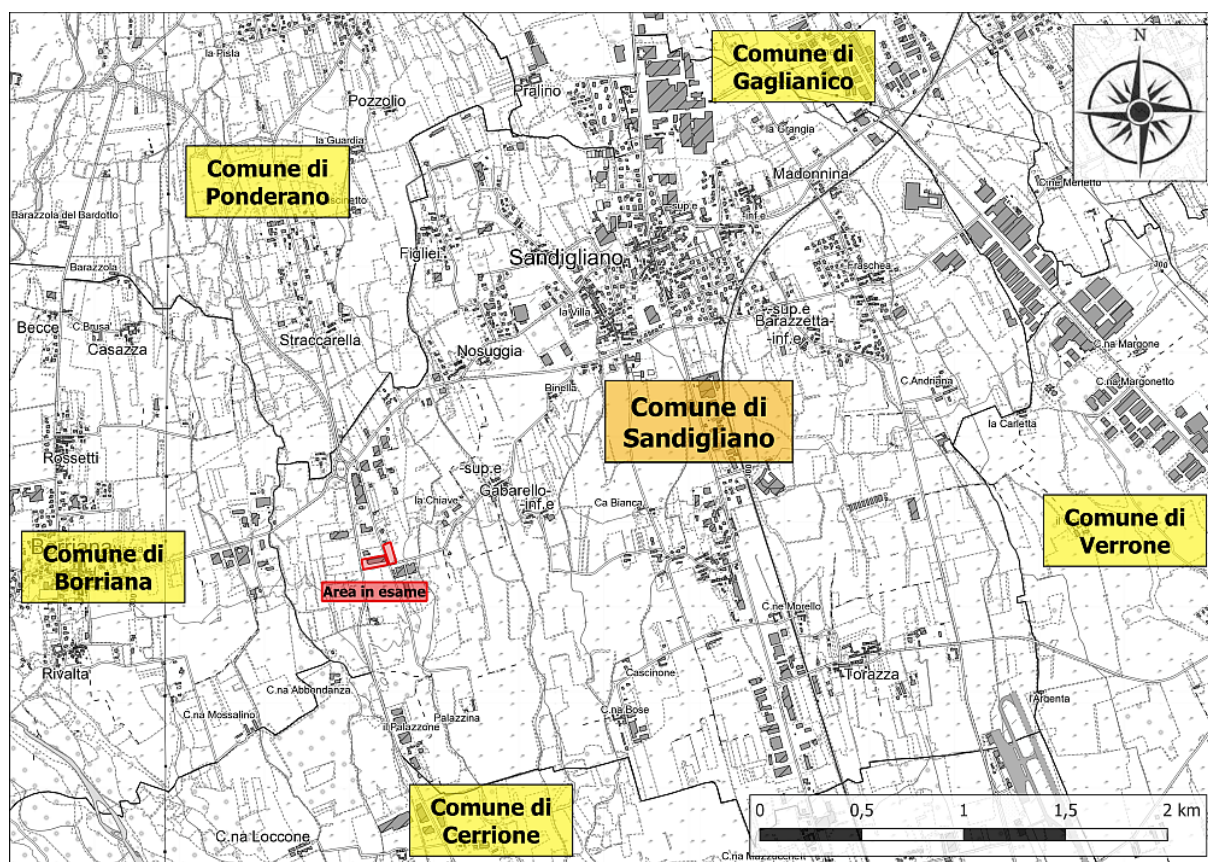 N
Comune di
Gaglianico
la Pisla
Pralino
Pozzolio
la Guardia
la Grangia
Madonnina
C.ne Merletto
Comune di
Ponderano
Barazzola del Bardotto
-sup.e
-inf.e
Figliei
Sandigliano
Barazzola
Fraschea
Becce
C.Brusa'
Casazza
Straccarella
la Villa
-sup.e
Barazzetta-
-inf.e
Nosuggia
C.na Margone
Binella
C.Andriana
C.na Margonetto
Comune di
Sandigliano
la Carletta
Rossetti
-sup.e
Gabarello-
-inf.e
la Chiave
Ca Bianca
Comune di
Verrone
Comune di
Borriana
Area in esame
C.ne Morello
Rivalta
Cascinone
Torazza
C.na Abbondanza
l'Argenta
C.na Mossalino
Palazzina
C.na Bose
il Palazzone
Comune di
Cerrione
C.na Loccone
0 0,5 1 1,5 2 km